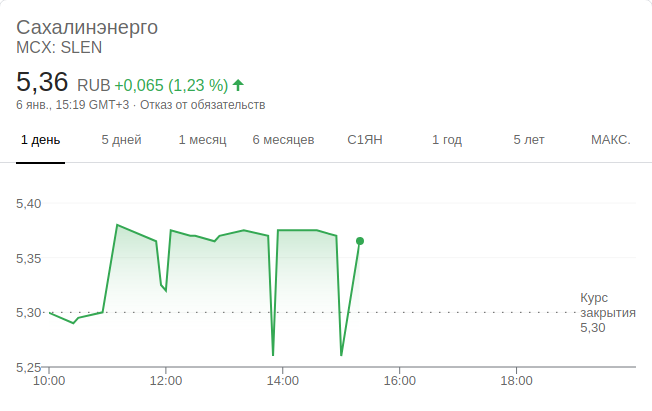 Сахалинэнерго
MCX: SLEN
5,36 RUB +0,065 (1,23 %)
6 янв., 15:19 GMT+3 · Отказ от обязательств
1 день 5 дней 1 месяц 6 месяцев С1ЯН 1 год 5 лет МАКС.
5,40
5,35
5,30
Курс
закрытия
5,30
5,25
10:00 12:00 14:00 16:00 18:00